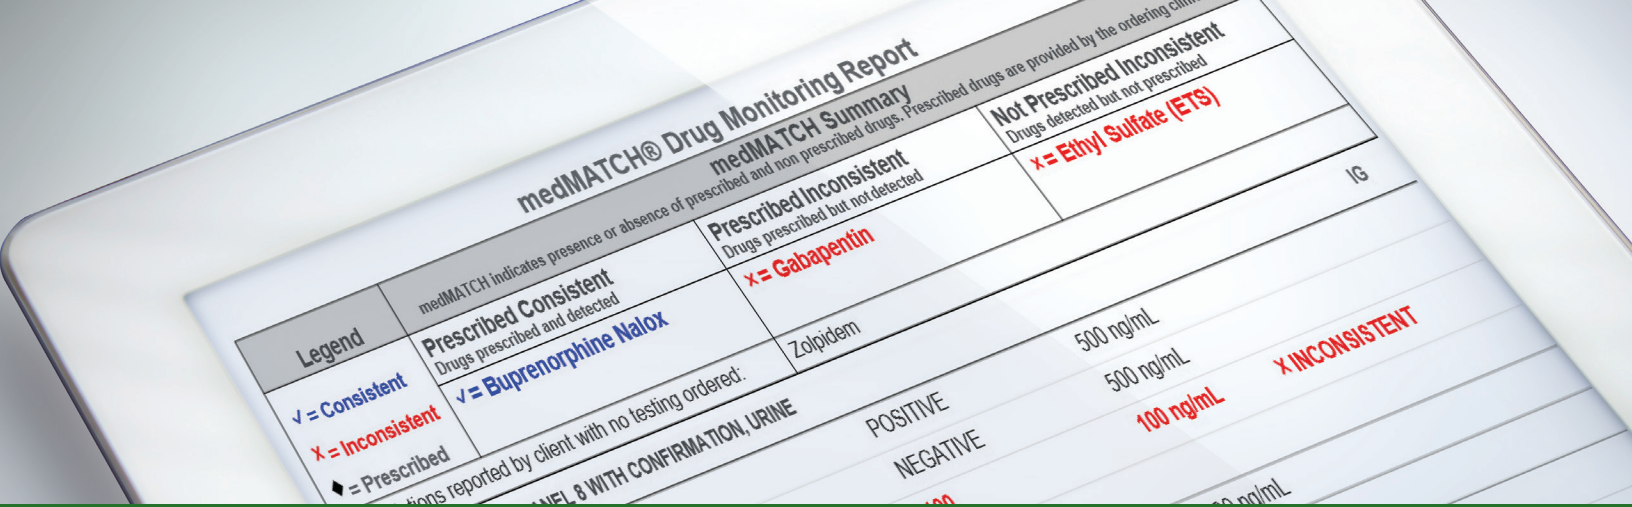 medMATCH® Drug Monitoring Report
medMATCH Summary
medMATCH indicates presence or absence of prescribed and non prescribed drugs. Prescribed drugs are provided by the ordering
Legend
Prescribed Consistent
Drugs prescribed and detected
Prescribed Inconsistent
Drugs prescribed but not detected
Not Prescribed Inconsistent
Drugs detected but not prescribed
√ = Consistent
X = Inconsistent
♦ = Prescribed
√ = Buprenorphine Nalox
X = Gabapentin
X = Ethyl Sulfate (ETS)
reported by client with no testing ordered:
Zolpidem
8 WITH CONFIRMATION, URINE
IG
POSITIVE
500 ng/mL
NEGATIVE
500 ng/mL
100 ng/mL
X INCONSISTENT
ng/mL